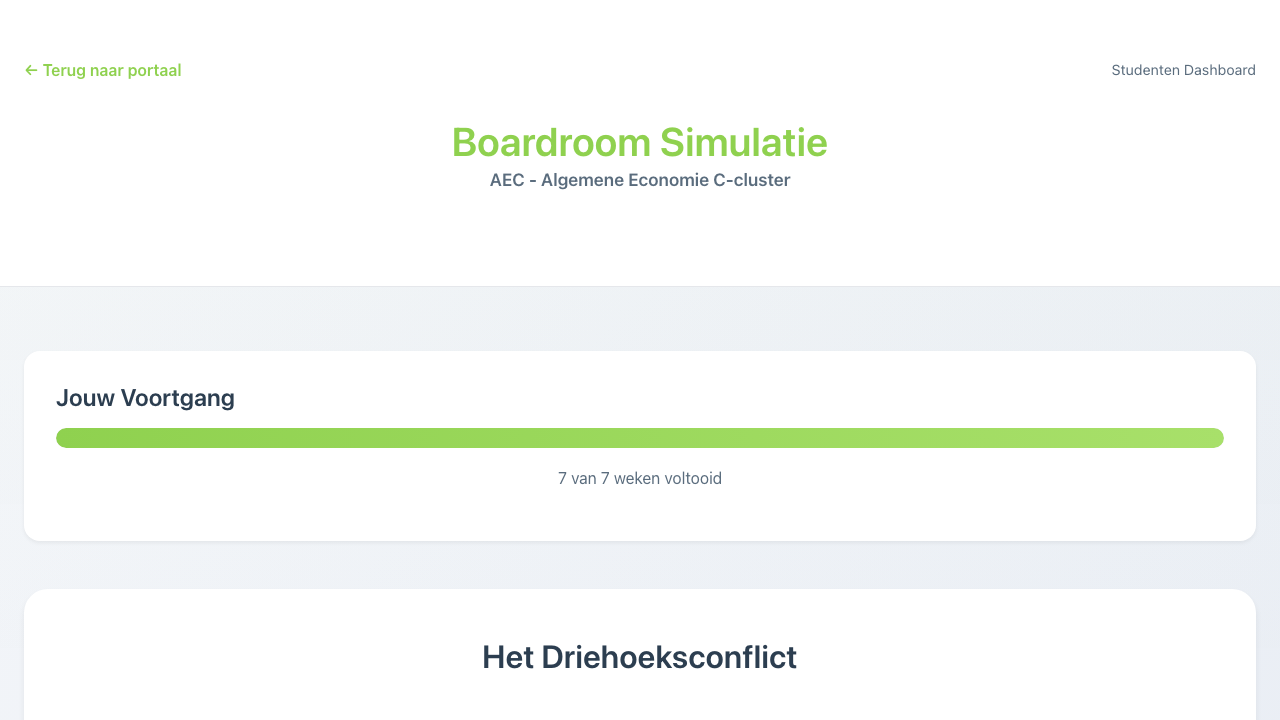 ← Terug naar portaal
Studenten Dashboard
Boardroom Simulatie
AEC - Algemene Economie C-cluster
Jouw Voortgang
7 van 7 weken voltooid
Het Driehoeksconflict